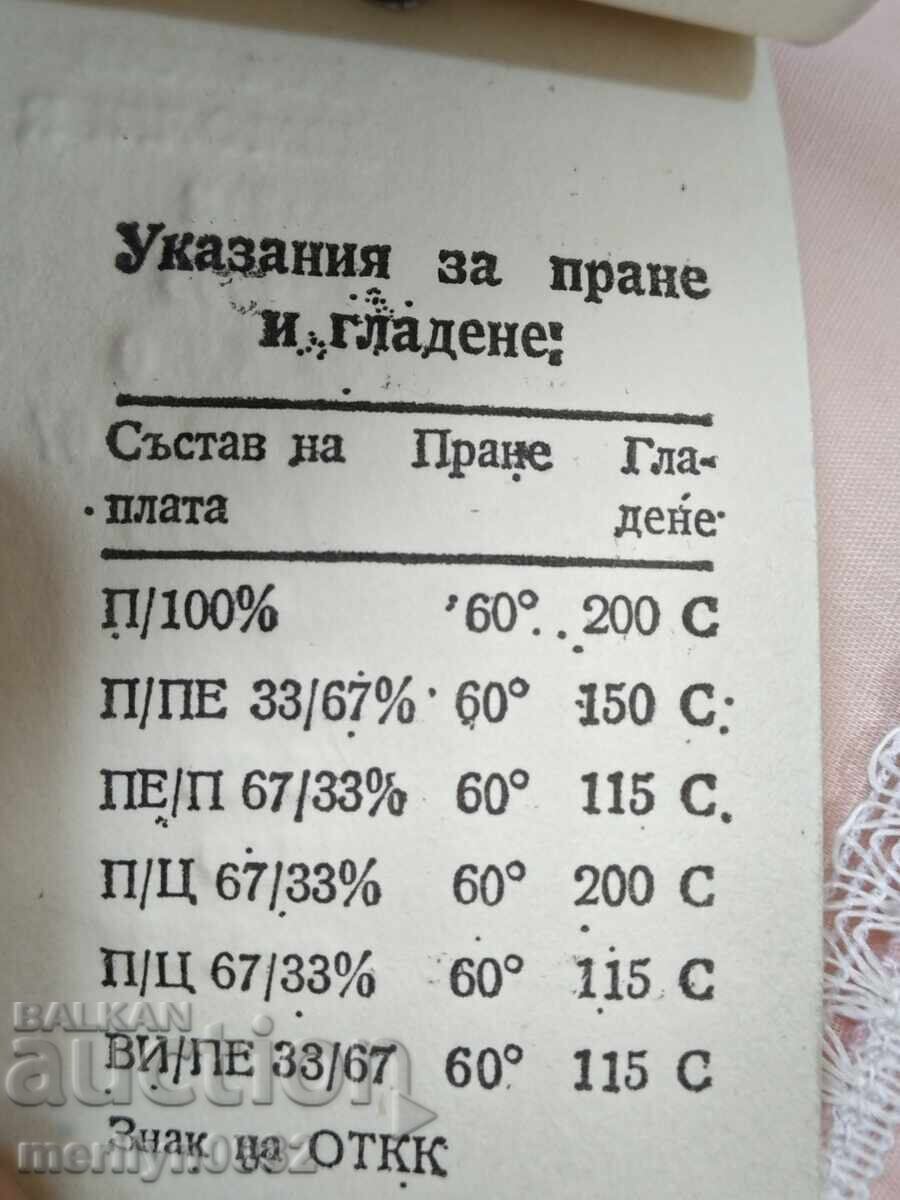 Указания за пране
и гладене:
Състав на Пране Гла-
плата дене
П/100% 60° 200 С
П/ПЕ 33/67% 60° 150 С
ПЕ/П 67/33% 60° 115 С
П/Ц 67/33% 60° 200 С
П/Ц 67/33% 60° 115 С
ВИ/ПЕ 33/67 60° 115 С
Знак на ОТКК
BALKAN
auction